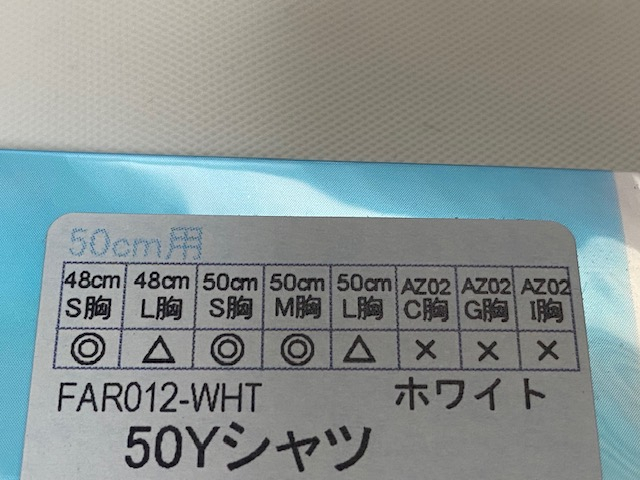 50cm用
48cm 48cm 50cm 50cm 50cm AZ02 AZ02 AZ02
S胸 L胸 S胸 M胸 L胸 C胸 G胸 I胸
◎ △ ◎ ◎ △ × × ×
FAR012-WHT ホワイト
50Yシャツ